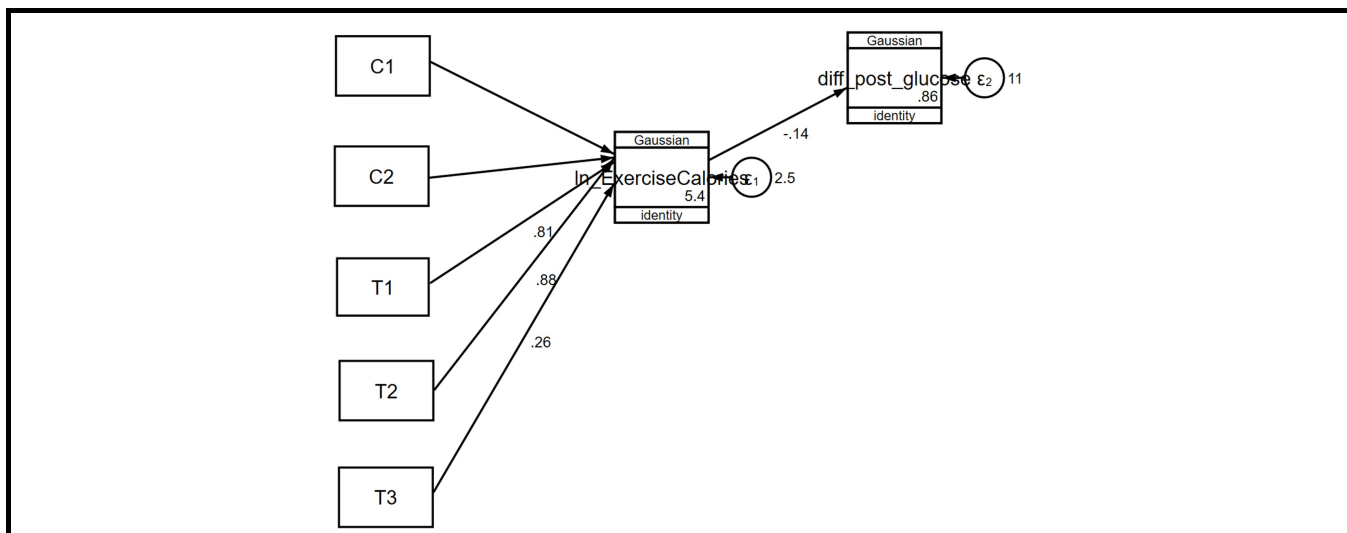 C1
C2
T1
T2
T3
.81
.88
.26
Gaussian
ln_ExerciseCalories
5.4
identity
ε1
2.5
-.14
Gaussian
diff_post_glucose
.86
identity
ε2
11